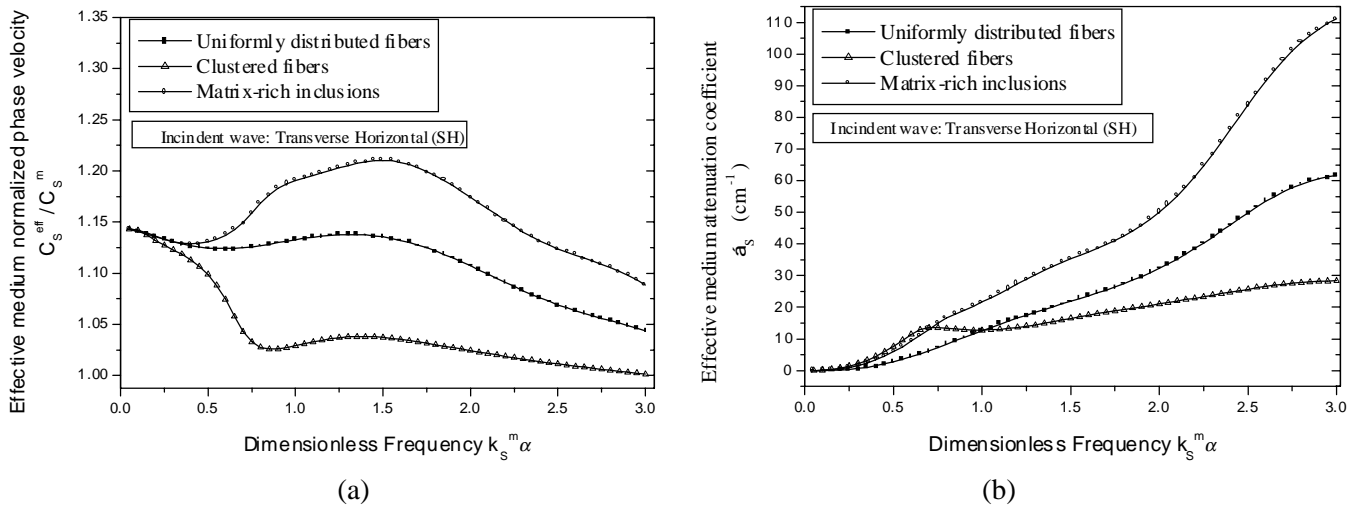 Effective medium normalized phase velocity
C_S^eff / C_S^m
1.35
1.30
1.25
1.20
1.15
1.10
1.05
1.00
Uniformly distributed fibers
Clustered fibers
Matrix-rich inclusions
Incindent wave: Transverse Horizontal (SH)
0.0 0.5 1.0 1.5 2.0 2.5 3.0
Dimensionless Frequency k_S^m α
(a)
Effective medium attenuation coefficient
á_S (cm^-1)
110
100
90
80
70
60
50
40
30
20
10
0
Uniformly distributed fibers
Clustered fibers
Matrix-rich inclusions
Incindent wave: Transverse Horizontal (SH)
0.0 0.5 1.0 1.5 2.0 2.5 3.0
Dimensionless Frequency k_S^m α
(b)